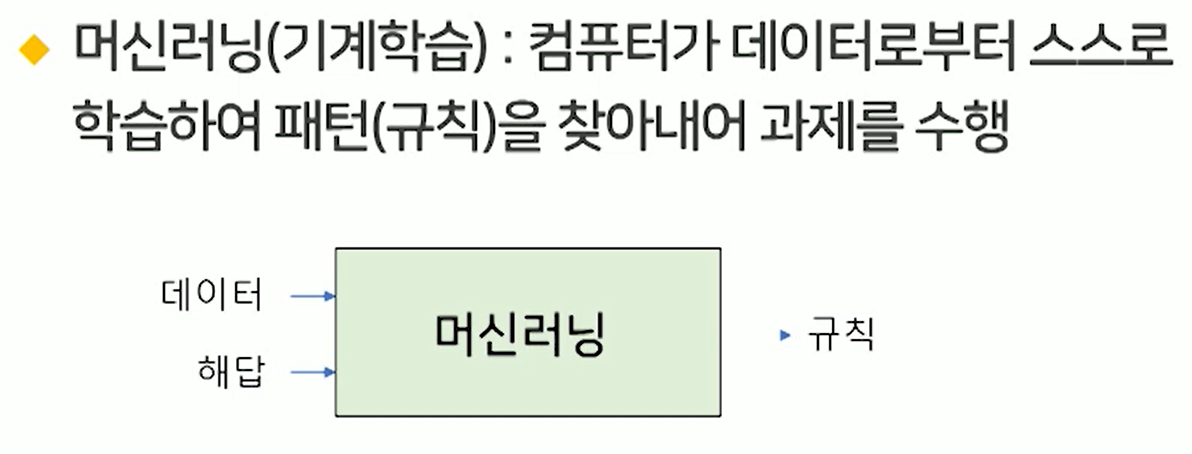 머신러닝(기계학습) : 컴퓨터가 데이터로부터 스스로
학습하여 패턴(규칙)을 찾아내어 과제를 수행
데이터
머신러닝
규칙
해답